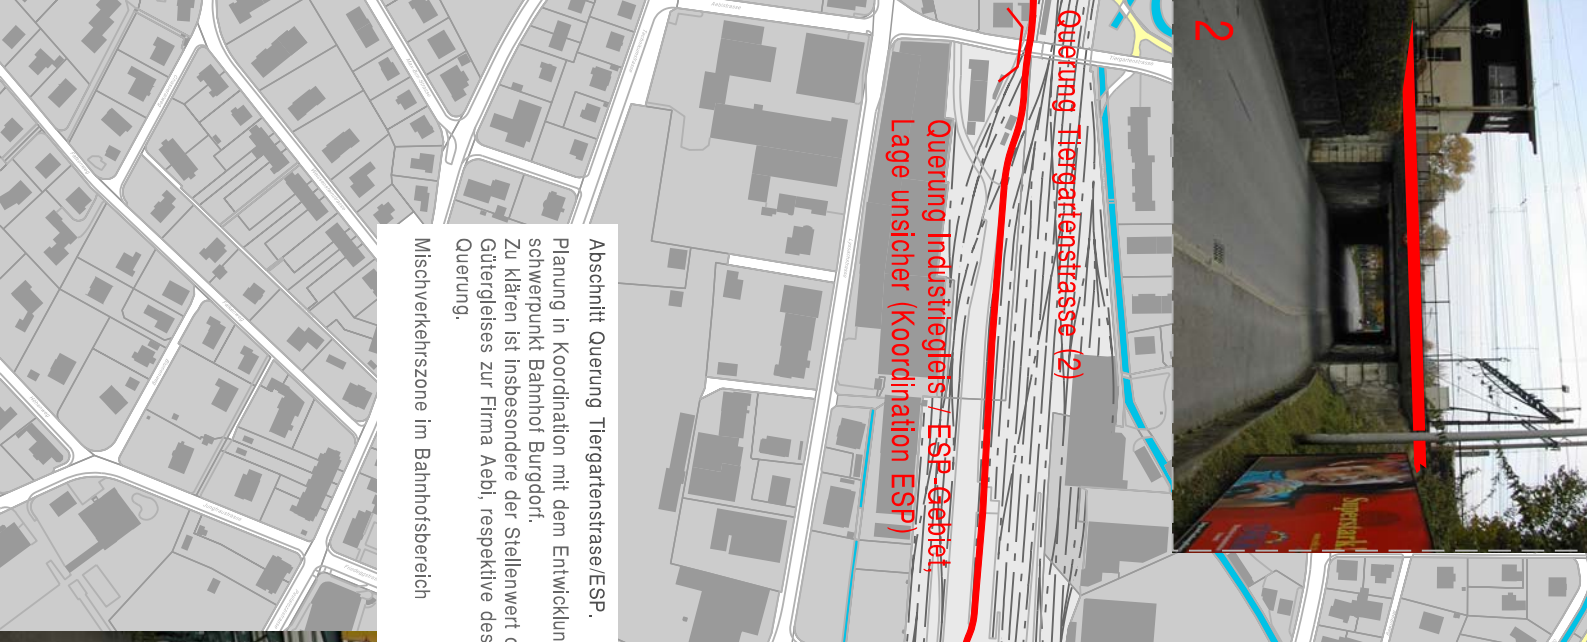 2
Querung Tiergartenstrasse (2)
Querung Industriegleis / ESP-Gebiet,
Lage unsicher (Koordination ESP)
Abschnitt Querung Tiergartenstrase/ESP.
Planung in Koordination mit dem
schwerpunkt Bahnhof Burgdorf.
Zu klären ist insbesondere der Stellenwert
Gütergleises zur Firma Aebi, respektive des
Querung.
Mischverkehrszone im Bahnhofsbereich